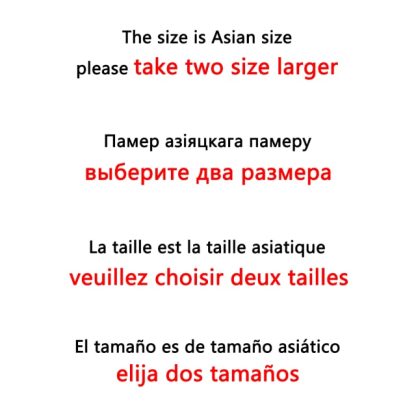 The size is Asian size
please take two size larger
Памер азіяцкага памеру
выберите два размера
La taille est la taille asiatique
veuillez choisir deux tailles
El tamaño es de tamaño asiático
elija dos tamaños